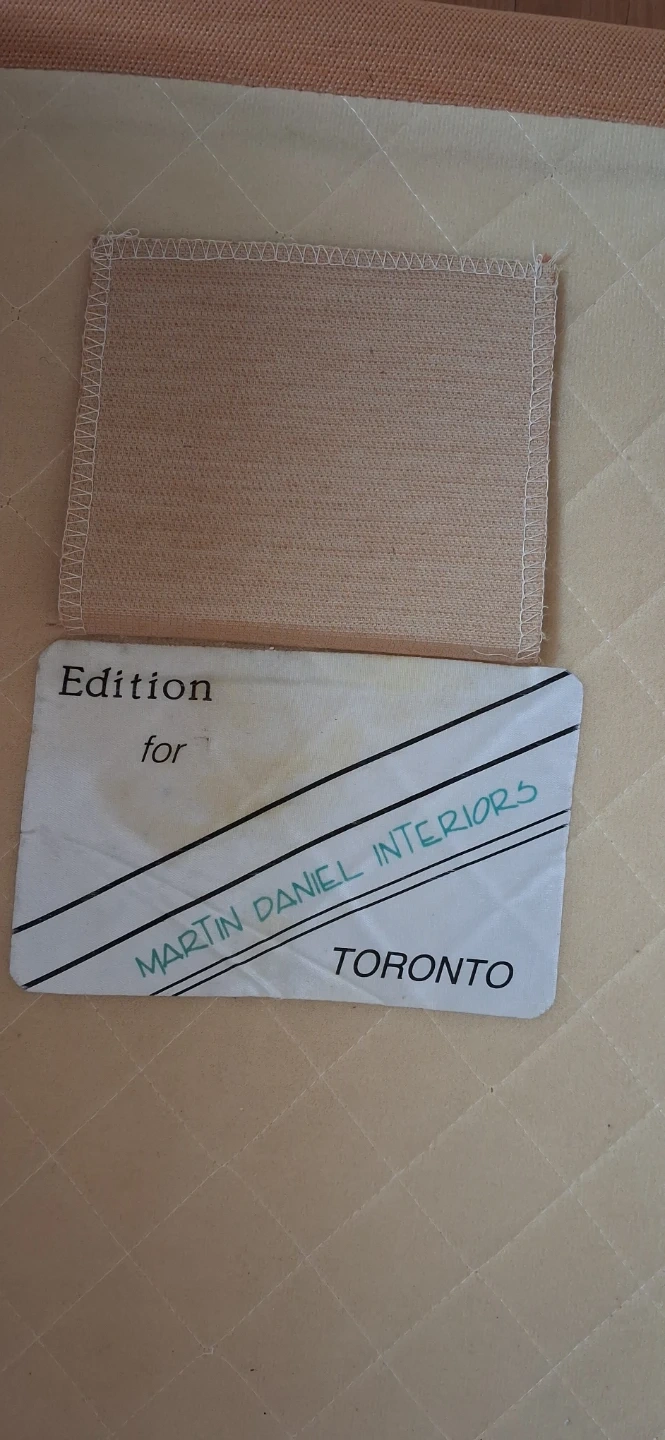 Edition
for
MARTIN DANIEL INTERIORS
TORONTO